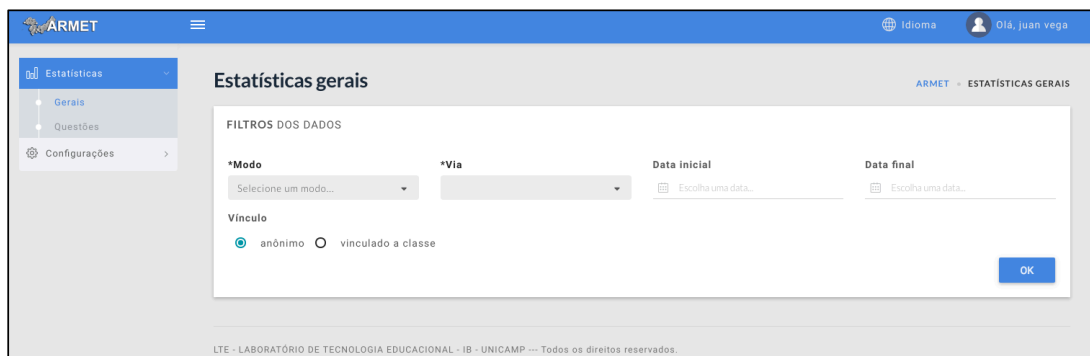 ARMET
Idioma
Olá, juan vega
Estatísticas
Gerais
Questões
Configurações
Estatísticas gerais
ARMET ESTATÍSTICAS GERAIS
FILTROS DOS DADOS
*Modo *Via Data inicial Data final
Selecione um modo... Escolha uma data... Escolha uma data...
Vínculo
anônimo vinculado a classe
OK
LTE - LABORATÓRIO DE TECNOLOGIA EDUCACIONAL - IB - UNICAMP --- Todos os direitos reservados.